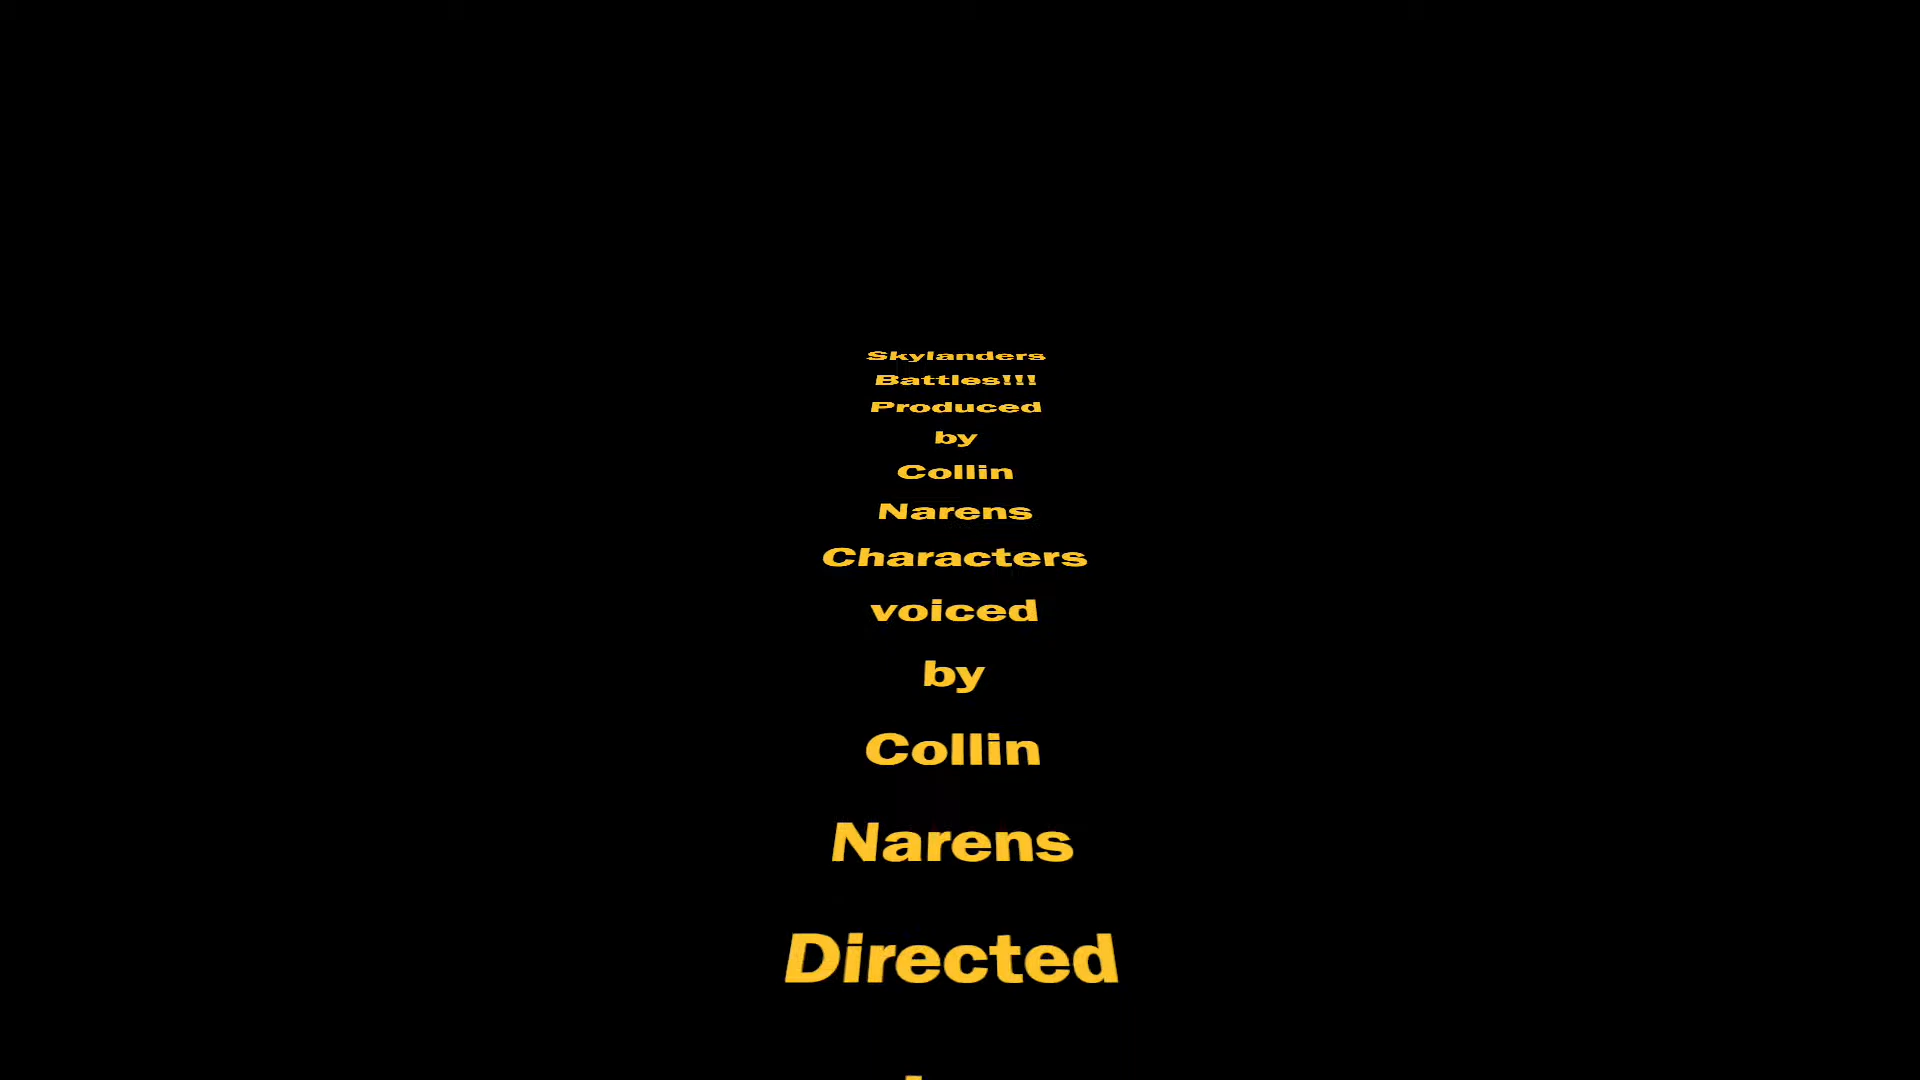 Skylanders
Battles!!!
Produced
by
Collin
Narens
Characters
voiced
by
Collin
Narens
Directed